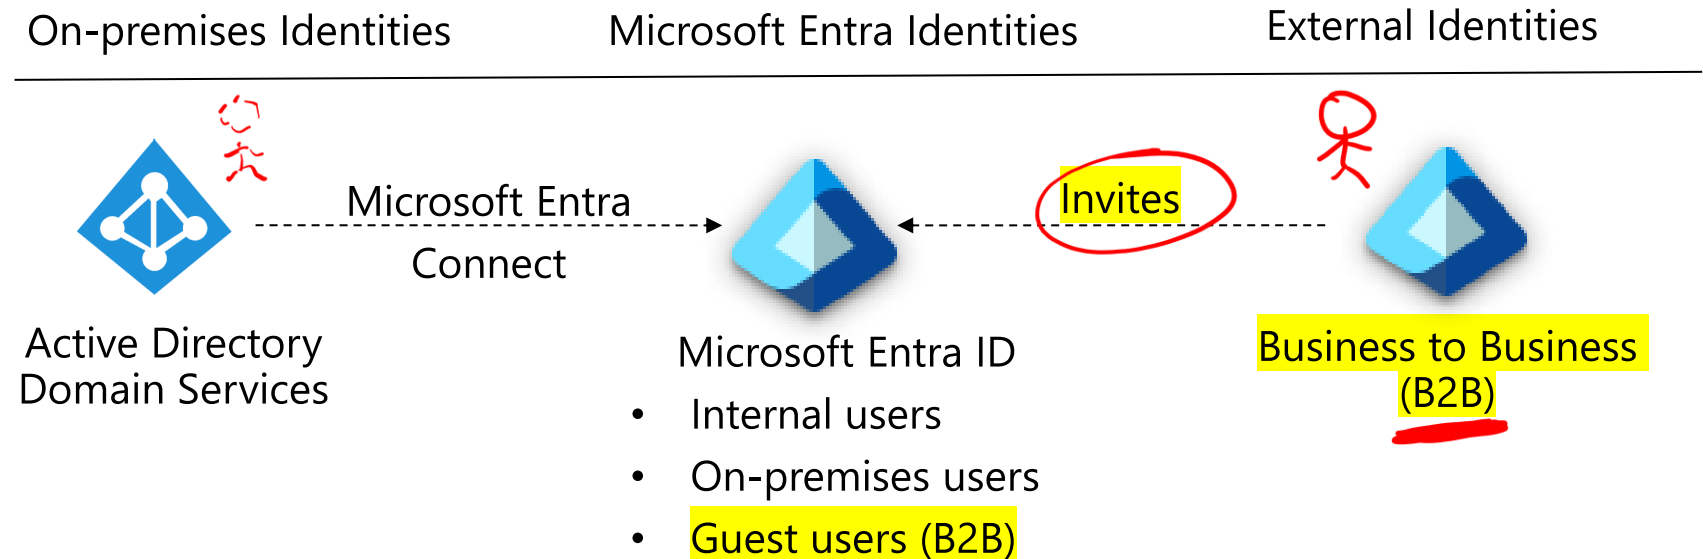 On-premises Identities
Microsoft Entra Identities
External Identities
Microsoft Entra
Connect
Invites
Active Directory
Domain Services
Microsoft Entra ID
• Internal users
• On-premises users
• Guest users (B2B)
Business to Business
(B2B)